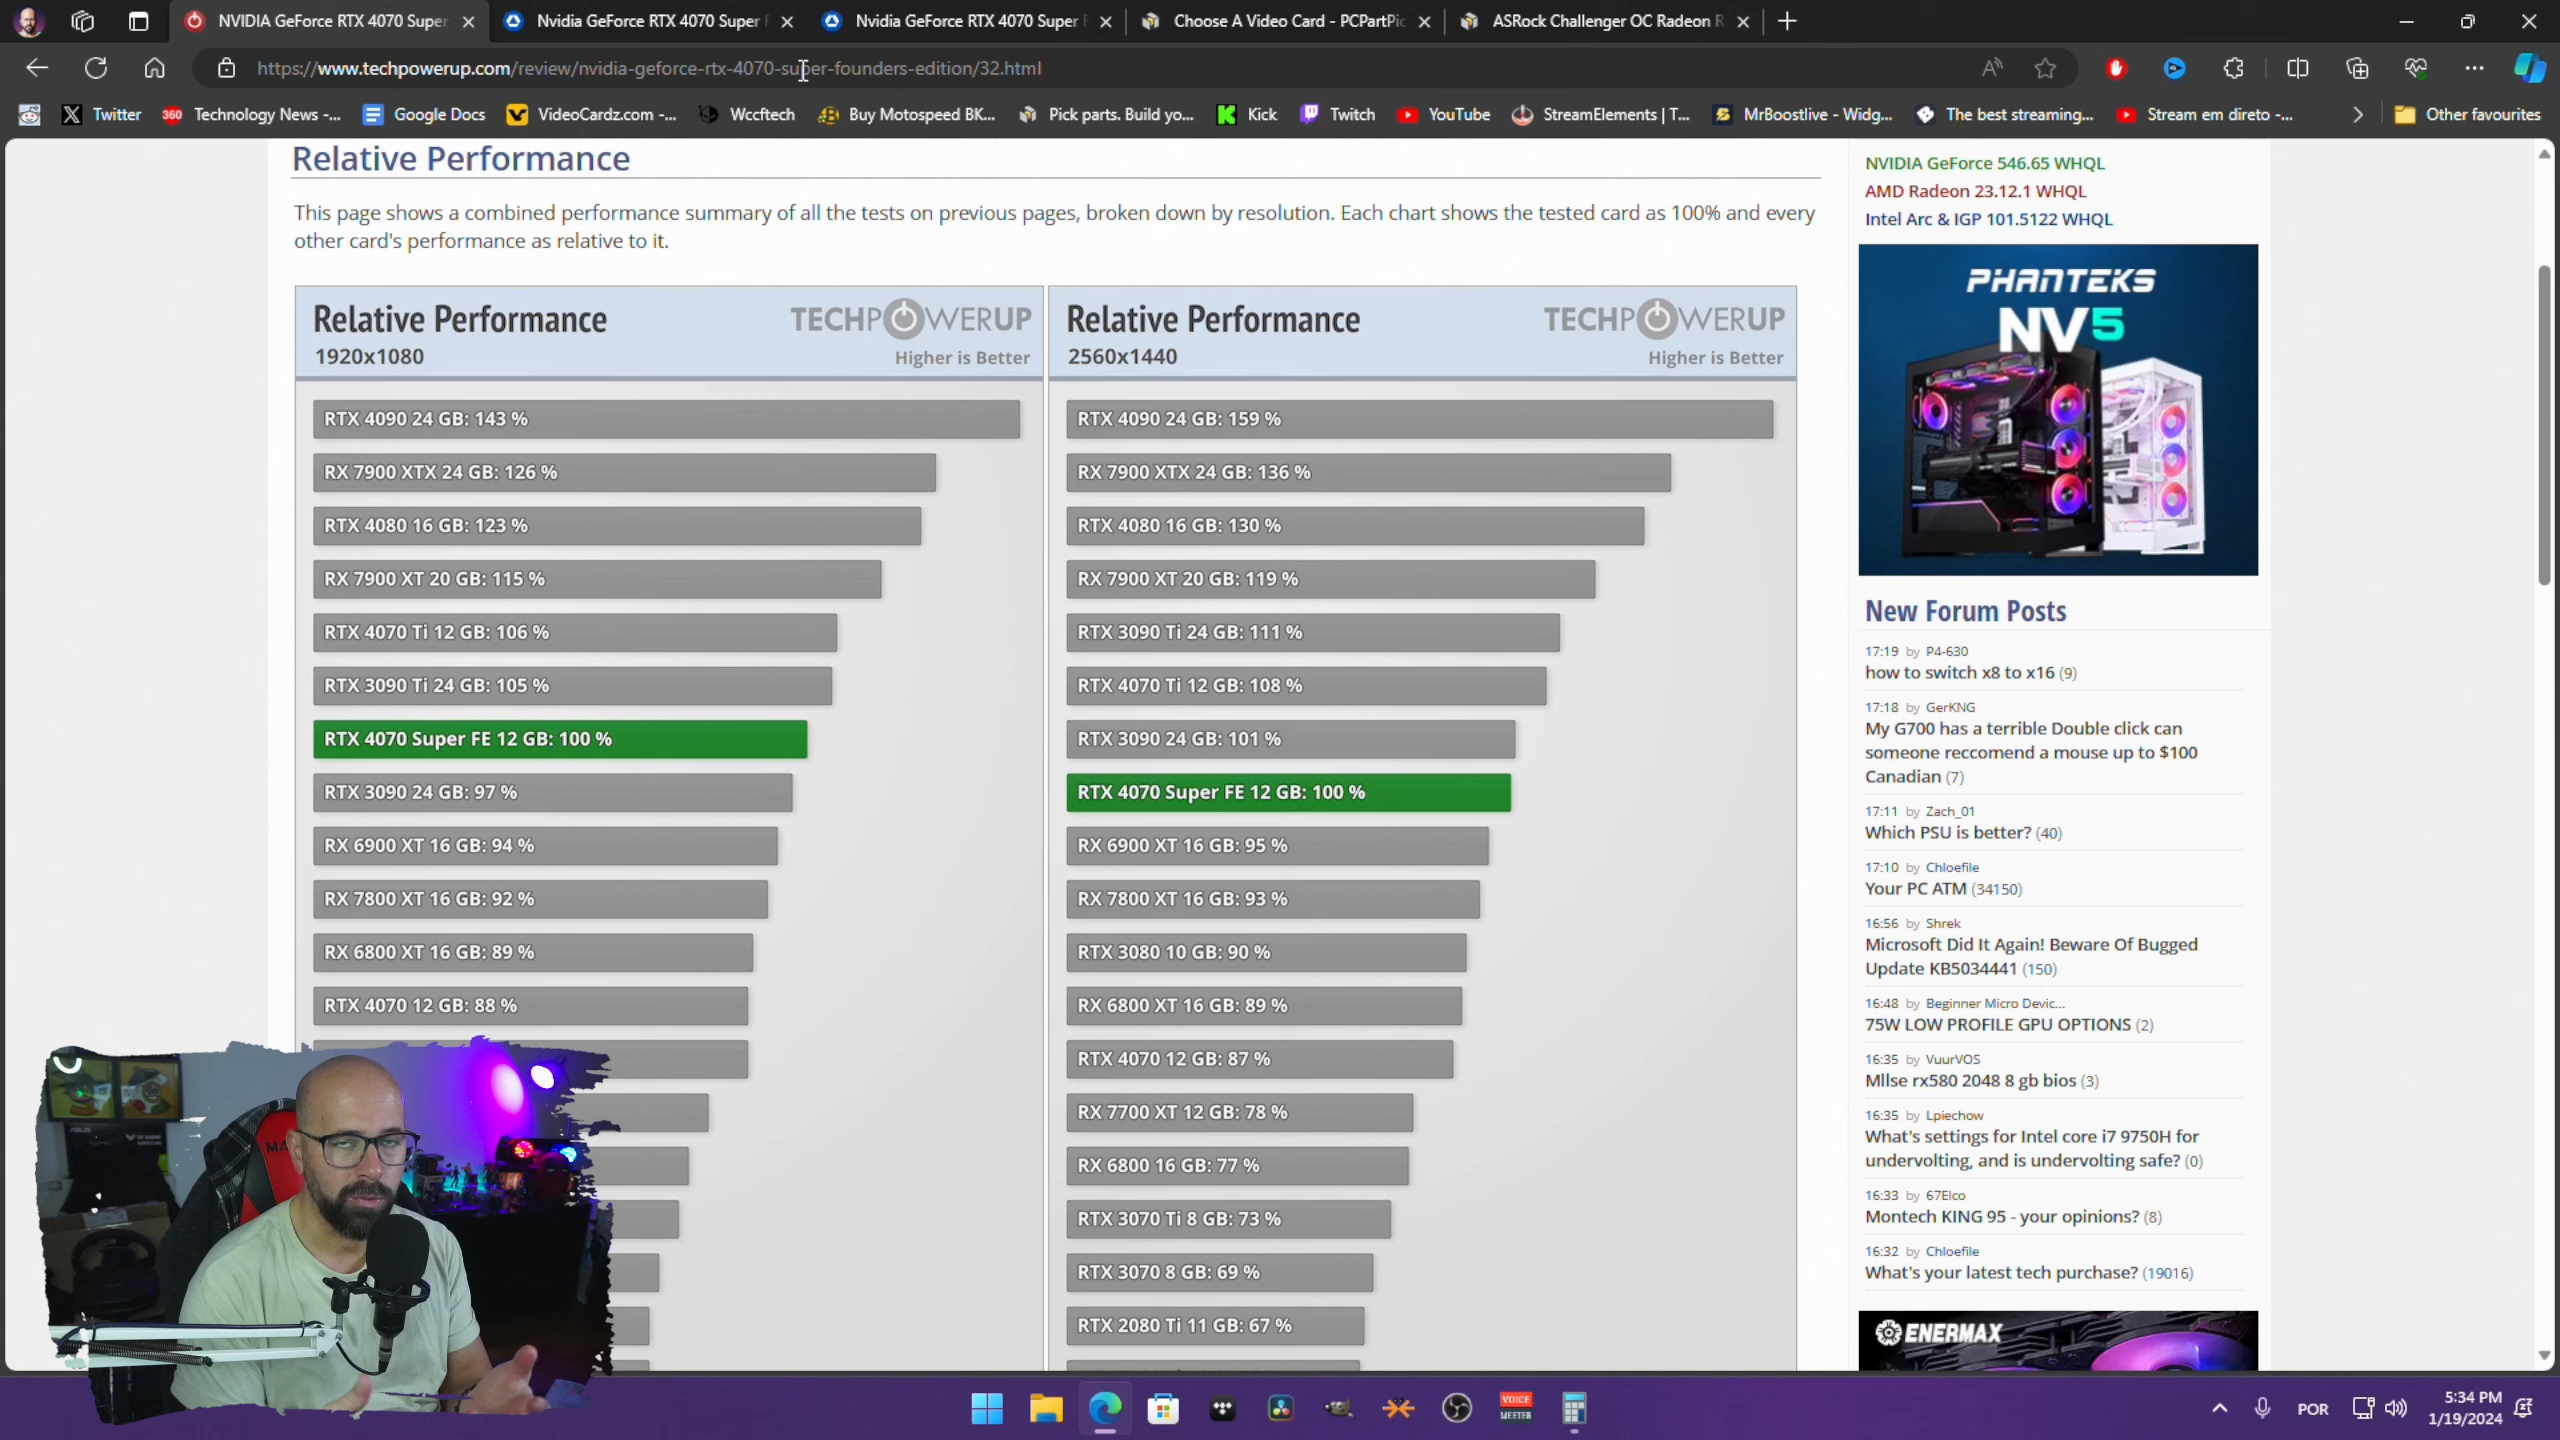 NVIDIA GeForce RTX 4070 Super
Nvidia GeForce RTX 4070 Super
Nvidia GeForce RTX 4070 Super
Choose A Video Card - PCPartPic
ASRock Challenger OC Radeon R
https://www.techpowerup.com/review/nvidia-geforce-rtx-4070-super-founders-edition/32.html
Twitter
360
Technology News -...
Google Docs
VideoCardz.com -...
Wccftech
Buy Motospeed BK...
Pick parts. Build yo...
Kick
Twitch
YouTube
StreamElements | T...
MrBoostlive - Widg...
The best streaming...
Stream em direto -...
Other favourites
Relative Performance
This page shows a combined performance summary of all the tests on previous pages, broken down by resolution. Each chart shows the tested card as 100% and every
other card's performance as relative to it.
Relative Performance
TECHPOWERUP
1920x1080
Higher is Better
RTX 4090 24 GB: 143 %
RX 7900 XTX 24 GB: 126 %
RTX 4080 16 GB: 123 %
RX 7900 XT 20 GB: 115 %
RTX 4070 Ti 12 GB: 106 %
RTX 3090 Ti 24 GB: 105 %
RTX 4070 Super FE 12 GB: 100 %
RTX 3090 24 GB: 97 %
RX 6900 XT 16 GB: 94 %
RX 7800 XT 16 GB: 92 %
RX 6800 XT 16 GB: 89 %
RTX 4070 12 GB: 88 %
Relative Performance
TECHPOWERUP
2560x1440
Higher is Better
RTX 4090 24 GB: 159 %
RX 7900 XTX 24 GB: 136 %
RTX 4080 16 GB: 130 %
RX 7900 XT 20 GB: 119 %
RTX 3090 Ti 24 GB: 111 %
RTX 4070 Ti 12 GB: 108 %
RTX 3090 24 GB: 101 %
RTX 4070 Super FE 12 GB: 100 %
RX 6900 XT 16 GB: 95 %
RX 7800 XT 16 GB: 93 %
RTX 3080 10 GB: 90 %
RX 6800 XT 16 GB: 89 %
RTX 4070 12 GB: 87 %
RX 7700 XT 12 GB: 78 %
RX 6800 16 GB: 77 %
RTX 3070 Ti 8 GB: 73 %
RTX 3070 8 GB: 69 %
RTX 2080 Ti 11 GB: 67 %
NVIDIA GeForce 546.65 WHQL
AMD Radeon 23.12.1 WHQL
Intel Arc & IGP 101.5122 WHQL
PHANTEKS
NV5
New Forum Posts
17:19 by P4-630
how to switch x8 to x16 (9)
17:18 by GerKNG
My G700 has a terrible Double click can
someone reccomend a mouse up to $100
Canadian (7)
17:11 by Zach_01
Which PSU is better? (40)
17:10 by Chloefile
Your PC ATM (34150)
16:56 by Shrek
Microsoft Did It Again! Beware Of Bugged
Update KB5034441 (150)
16:48 by Beginner Micro Devic...
75W LOW PROFILE GPU OPTIONS (2)
16:35 by VuurVOS
Mllse rx580 2048 8 gb bios (3)
16:35 by Lpiechow
What's settings for Intel core i7 9750H for
undervolting, and is undervolting safe? (0)
16:33 by 67Elco
Montech KING 95 - your opinions? (8)
16:32 by Chloefile
What's your latest tech purchase? (19016)
ENERMAX
VOICE
MEETER
POR
5:34 PM
1/19/2024